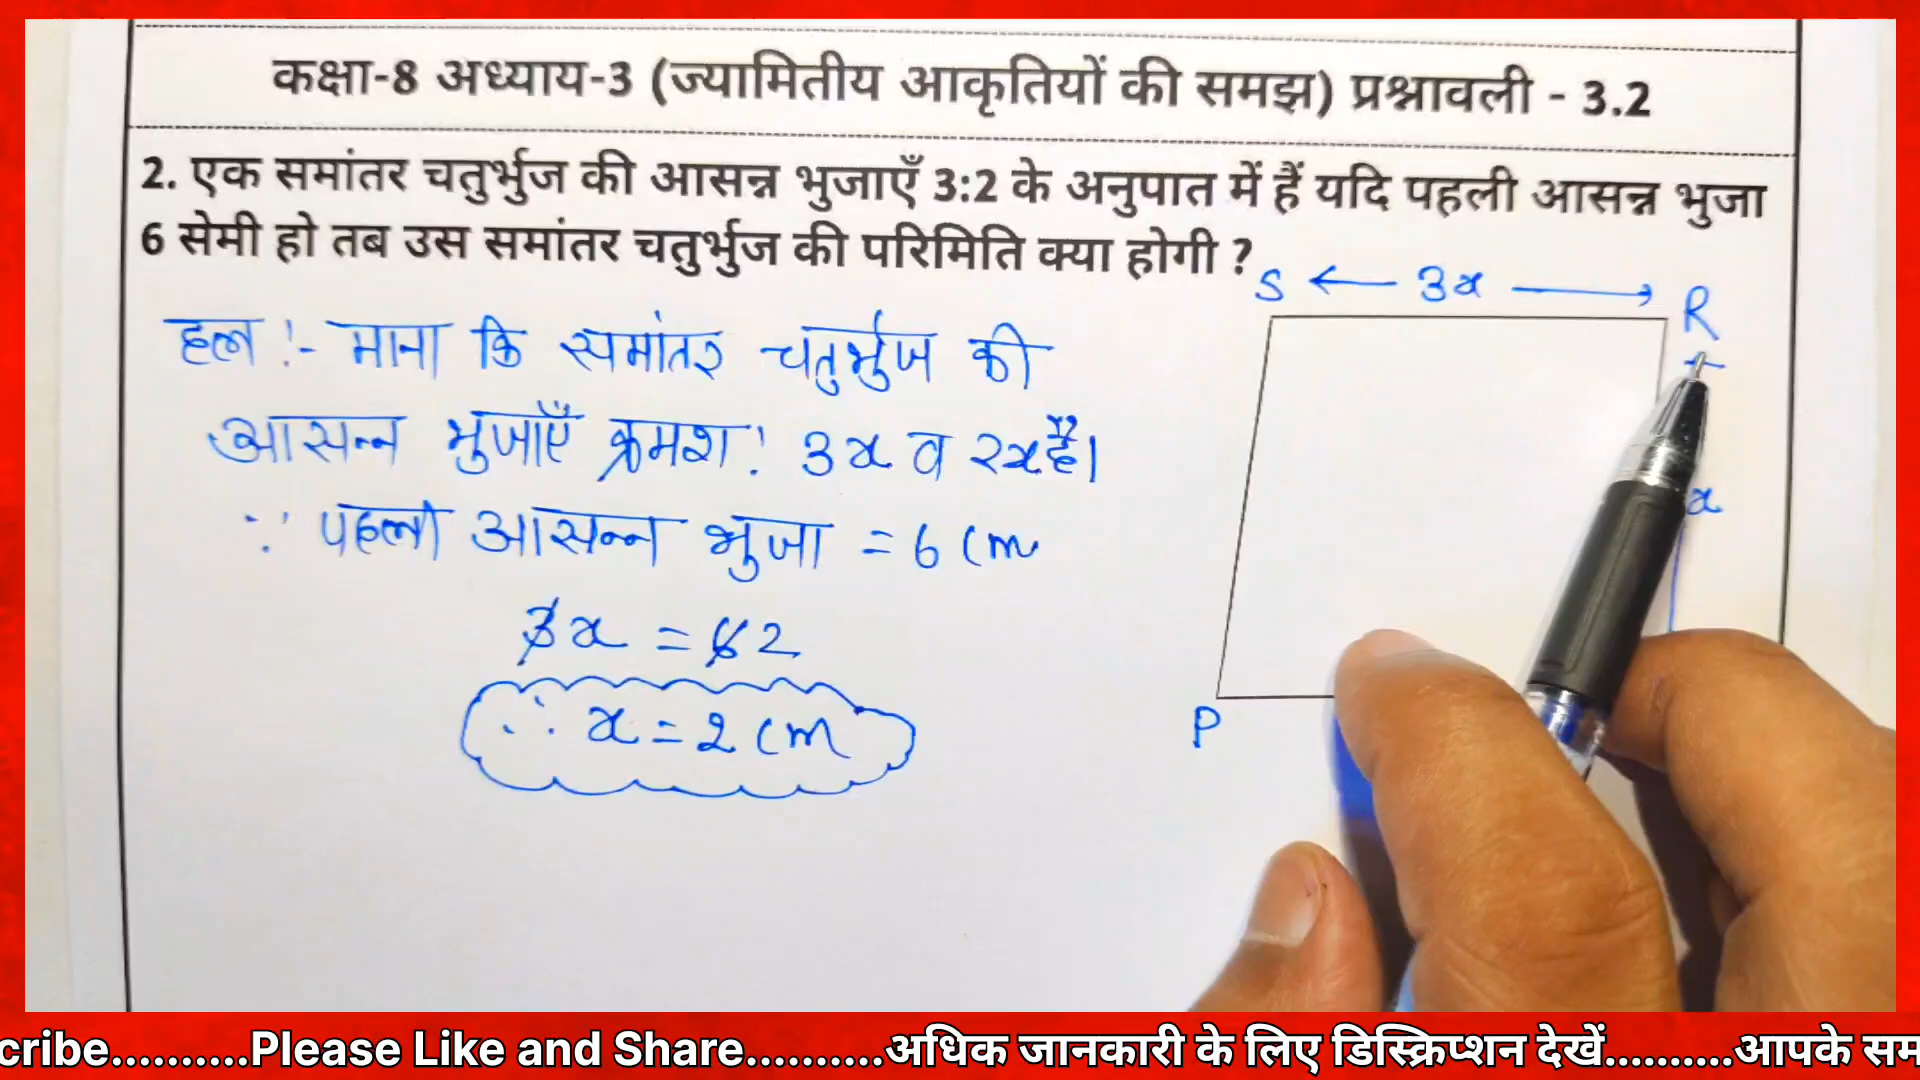 कक्षा-8 अध्याय-3 (ज्यामितीय आकृतियों की समझ) प्रश्नावली - 3.2
2. एक समांतर चतुर्भुज की आसन्न भुजाएँ 3:2 के अनुपात में हैं यदि पहली आसन्न भुजा
6 सेमी हो तब उस समांतर चतुर्भुज की परिमिति क्या होगी ?
S ← 3x → R
हल :- माना कि समांतर चतुर्भुज की
आसन्न भुजाएँ क्रमश: 3x व 2x हैं।
∵ पहली आसन्न भुजा = 6 cm
x
3x = 6 2
∴ x = 2 cm
P
cribe..........Please Like and Share..........अधिक जानकारी के लिए डिस्क्रिप्शन देखें..........आपके सम